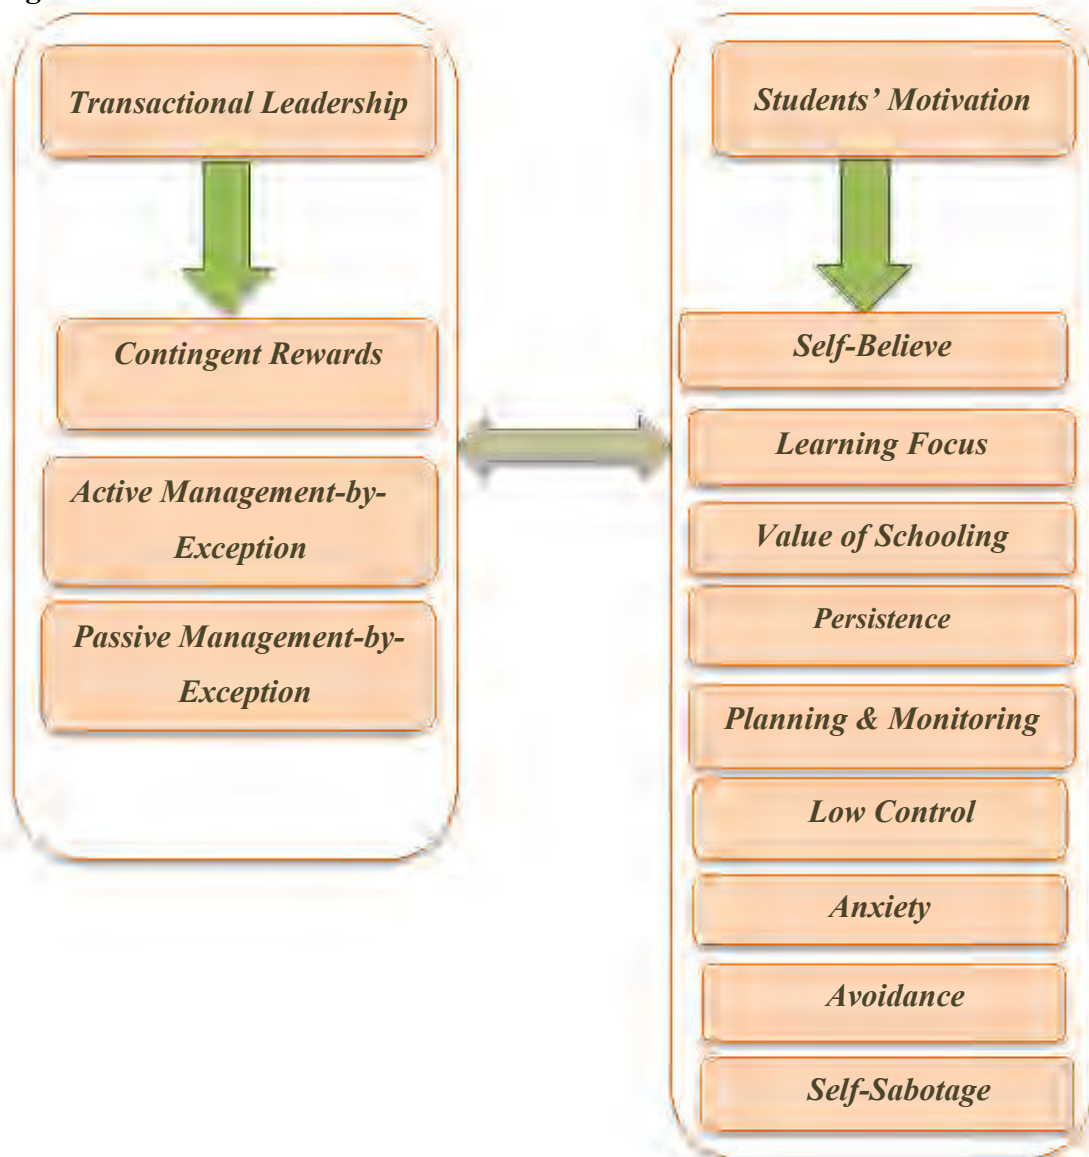 Transactional Leadership
Contingent Rewards
Active Management-by-
Exception
Passive Management-by-
Exception
Students’ Motivation
Self-Believe
Learning Focus
Value of Schooling
Persistence
Planning & Monitoring
Low Control
Anxiety
Avoidance
Self-Sabotage